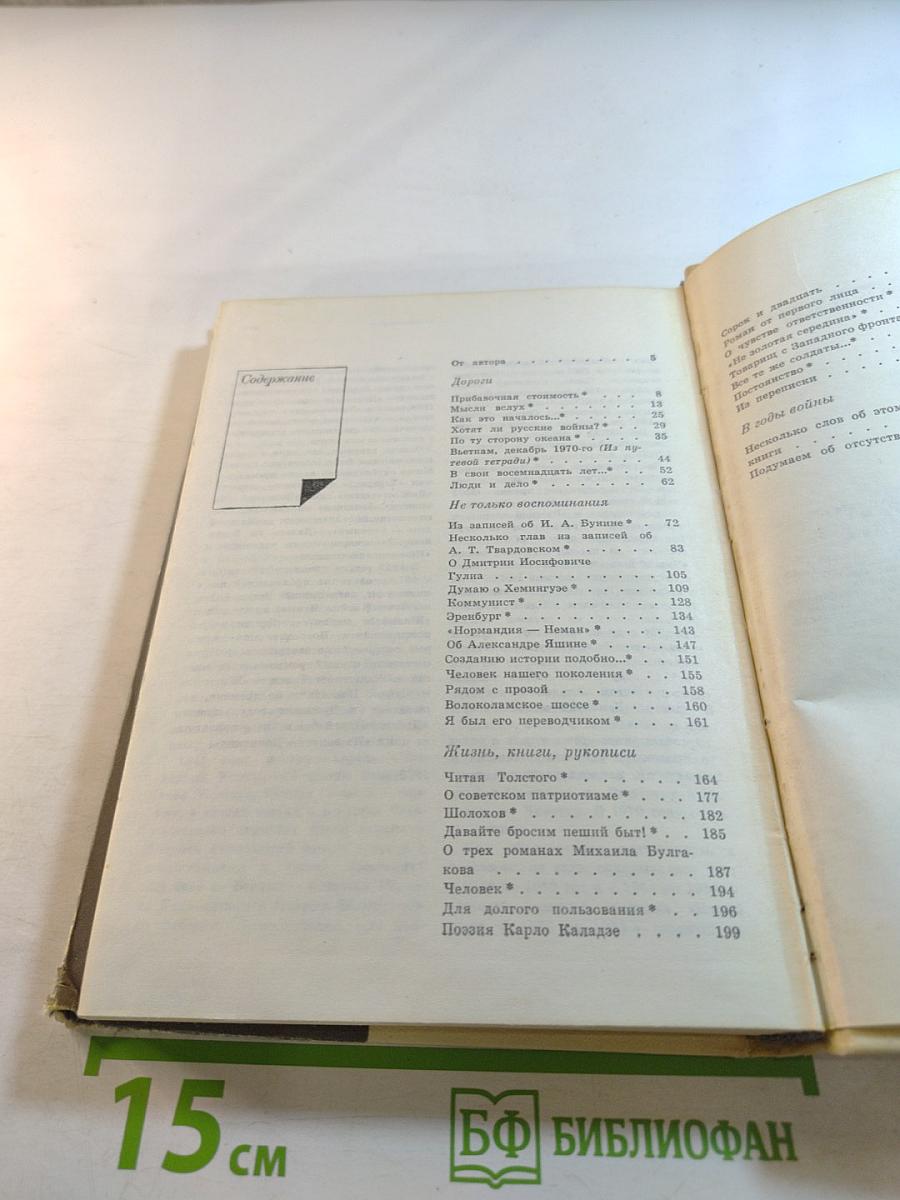 Содержание
От автора . . . . . . . . . . 5
Дороги
Прибавочная стоимость * . . . 8
Мысли вслух * . . . . . . . 13
Как это началось...* . . . . . 25
Хотят ли русские войны? * . . 29
По ту сторону океана * . . . . 35
Вьетнам, декабрь 1970-го (Из пу-
тевой тетради) * . . . . . . . 44
В свои восемнадцать лет...* . . 52
Люди и дело * . . . . . . . 62
Не только воспоминания
Из записей об И. А. Бунине * . 72
Несколько глав из записей об
А. Т. Твардовском * . . . . . 83
О Дмитрии Иосифовиче
Гулиа . . . . . . . . . . . 105
Думаю о Хемингуэе * . . . . . 109
Коммунист * . . . . . . . . 128
Эренбург * . . . . . . . . . 134
«Нормандия — Неман» * . . . . 143
Об Александре Яшине * . . . . 147
Созданию истории подобно...* . . 151
Человек нашего поколения * . . 155
Рядом с прозой . . . . . . . 158
Волоколамское шоссе * . . . . 160
Я был его переводчиком * . . . 161
Жизнь, книги, рукописи
Читая Толстого * . . . . . . 164
О советском патриотизме * . . . 177
Шолохов * . . . . . . . . . 182
Давайте бросим пеший быт! * . . 185
О трех романах Михаила Булга-
кова . . . . . . . . . . . 187
Человек * . . . . . . . . . . 194
Для долгого пользования * . . 196
Поэзия Карло Каладзе . . . . 199
Сорок и двадцать . . . .
Роман от первого лица . .
О чувстве ответственности *
«Не золотая середина» * . .
Товарищ с Западного фронта
Все те же солдаты...* . .
Постоянство * . . . .
Из переписки . . . .
В годы войны
Несколько слов об этом
книги . . . . .
Подумаем об отсутств
15 см
БФ БИБЛИОФАН